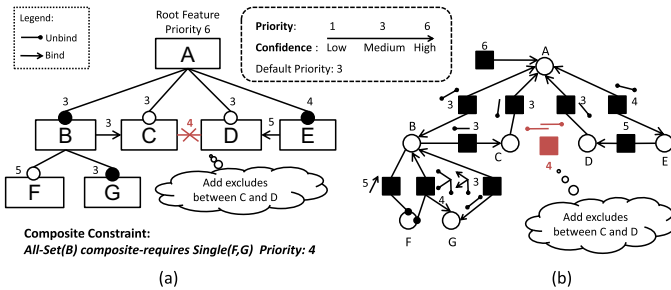 Legend:
Unbind
Bind
Root Feature
Priority 6
A
Priority: 1 3 6
Confidence : Low Medium High
Default Priority: 3
3 3 3 4
B 3 C 4 D 5 E
5 3
F G
Add excludes
between C and D
Composite Constraint:
All-Set(B) composite-requires Single(F,G) Priority: 4
(a)
6
A
3 3 3 4
B 3 C 4 D 5 E
5 4 3
F G
Add excludes
between C and D
(b)